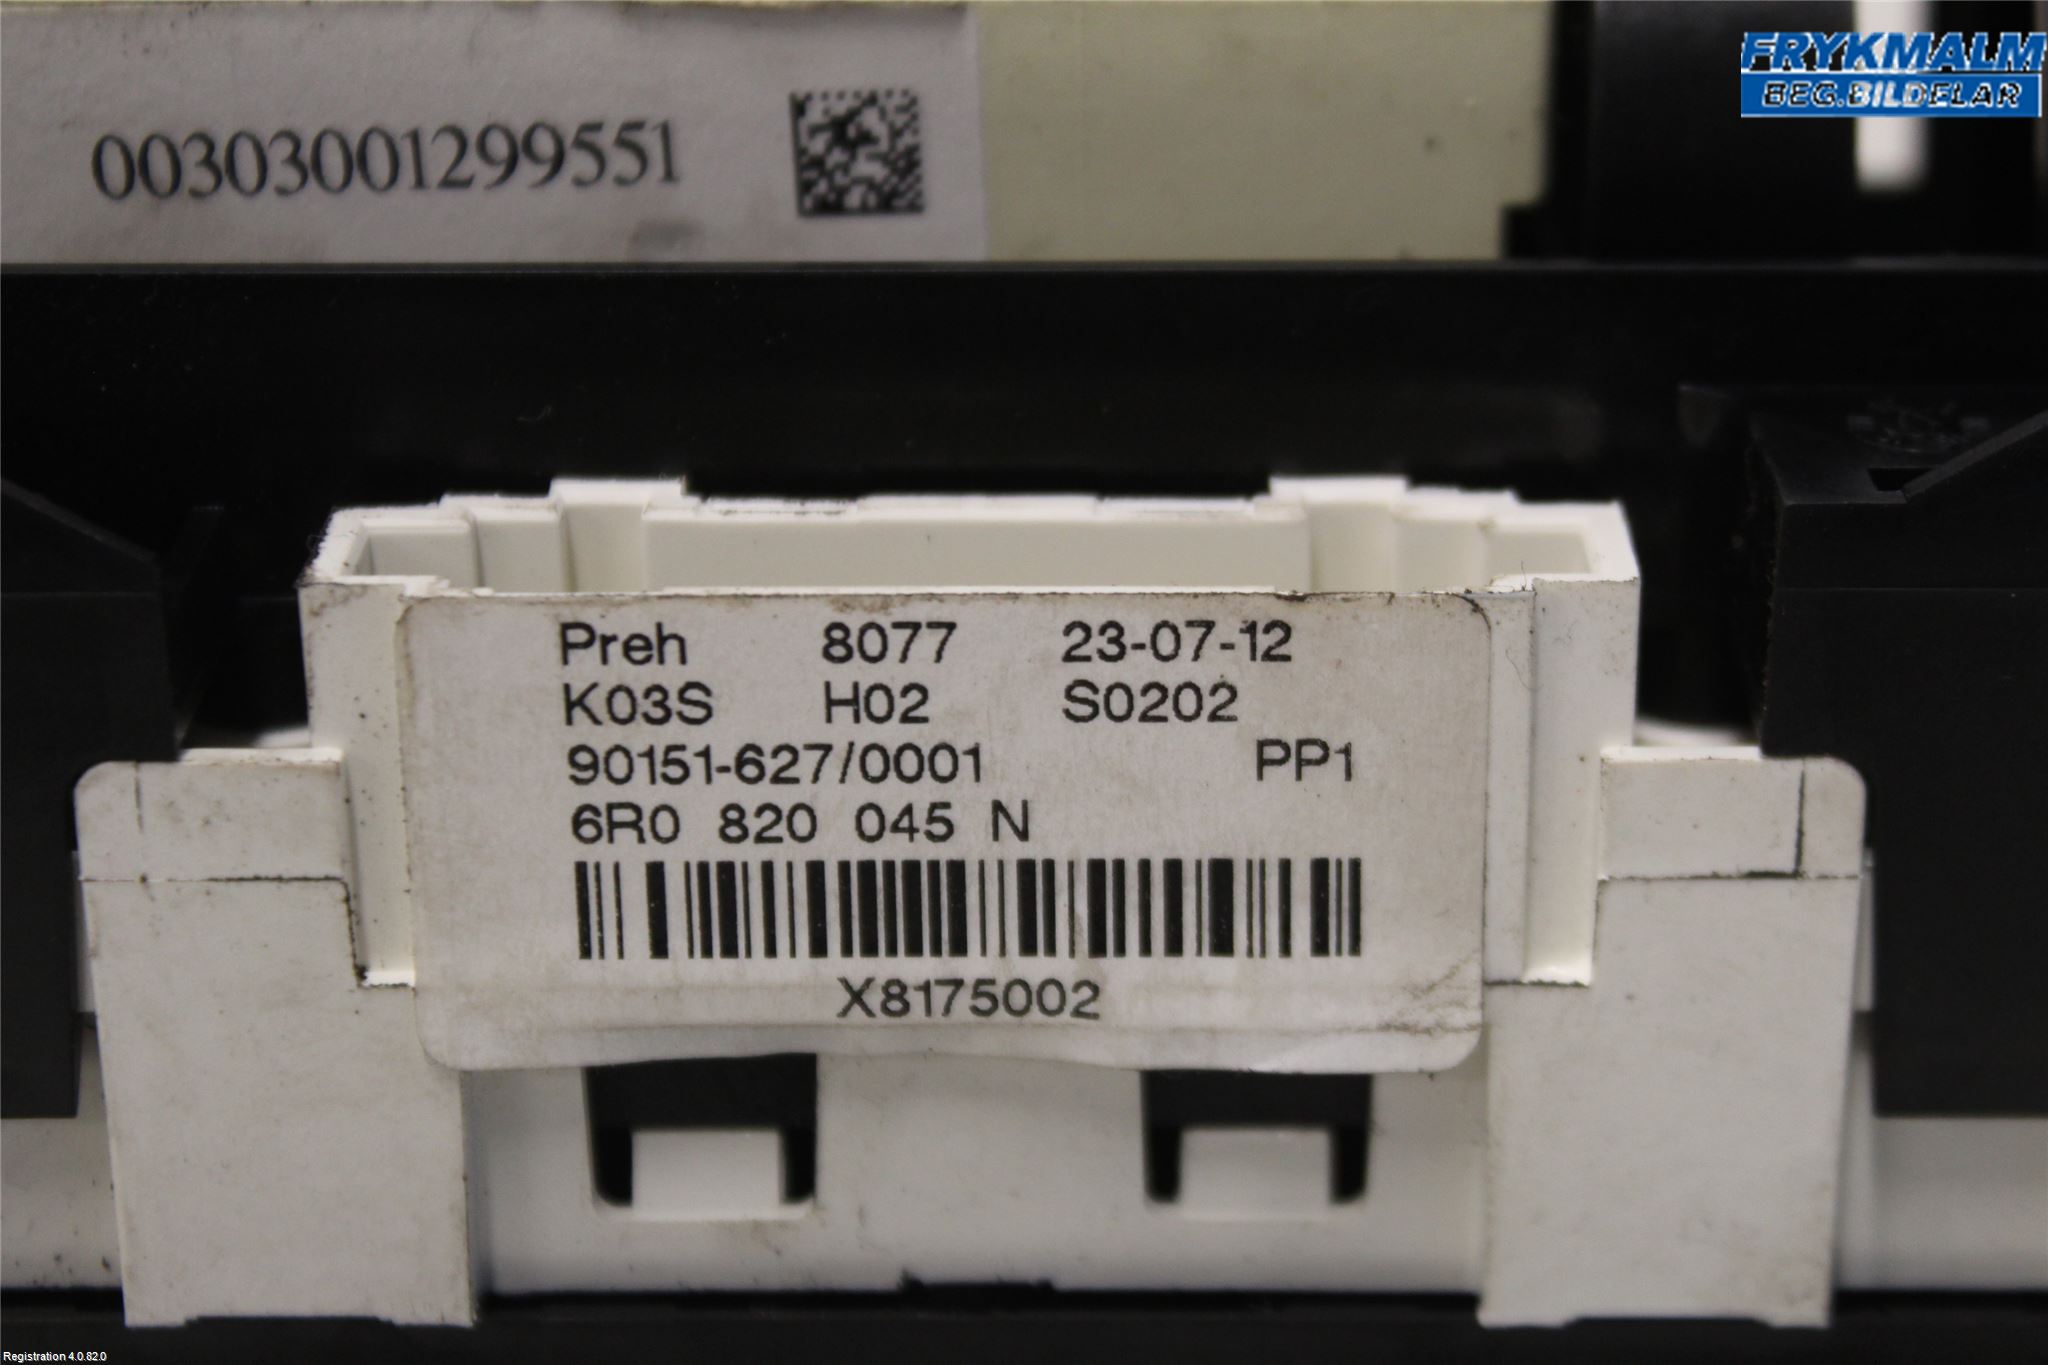 FRYKMALM
BEG.BILDELAR
00303001299551
Preh 8077 23-07-12
K03S H02 S0202
90151-627/0001 PP1
6R0 820 045 N
X8175002
Registration 4.0.82.0